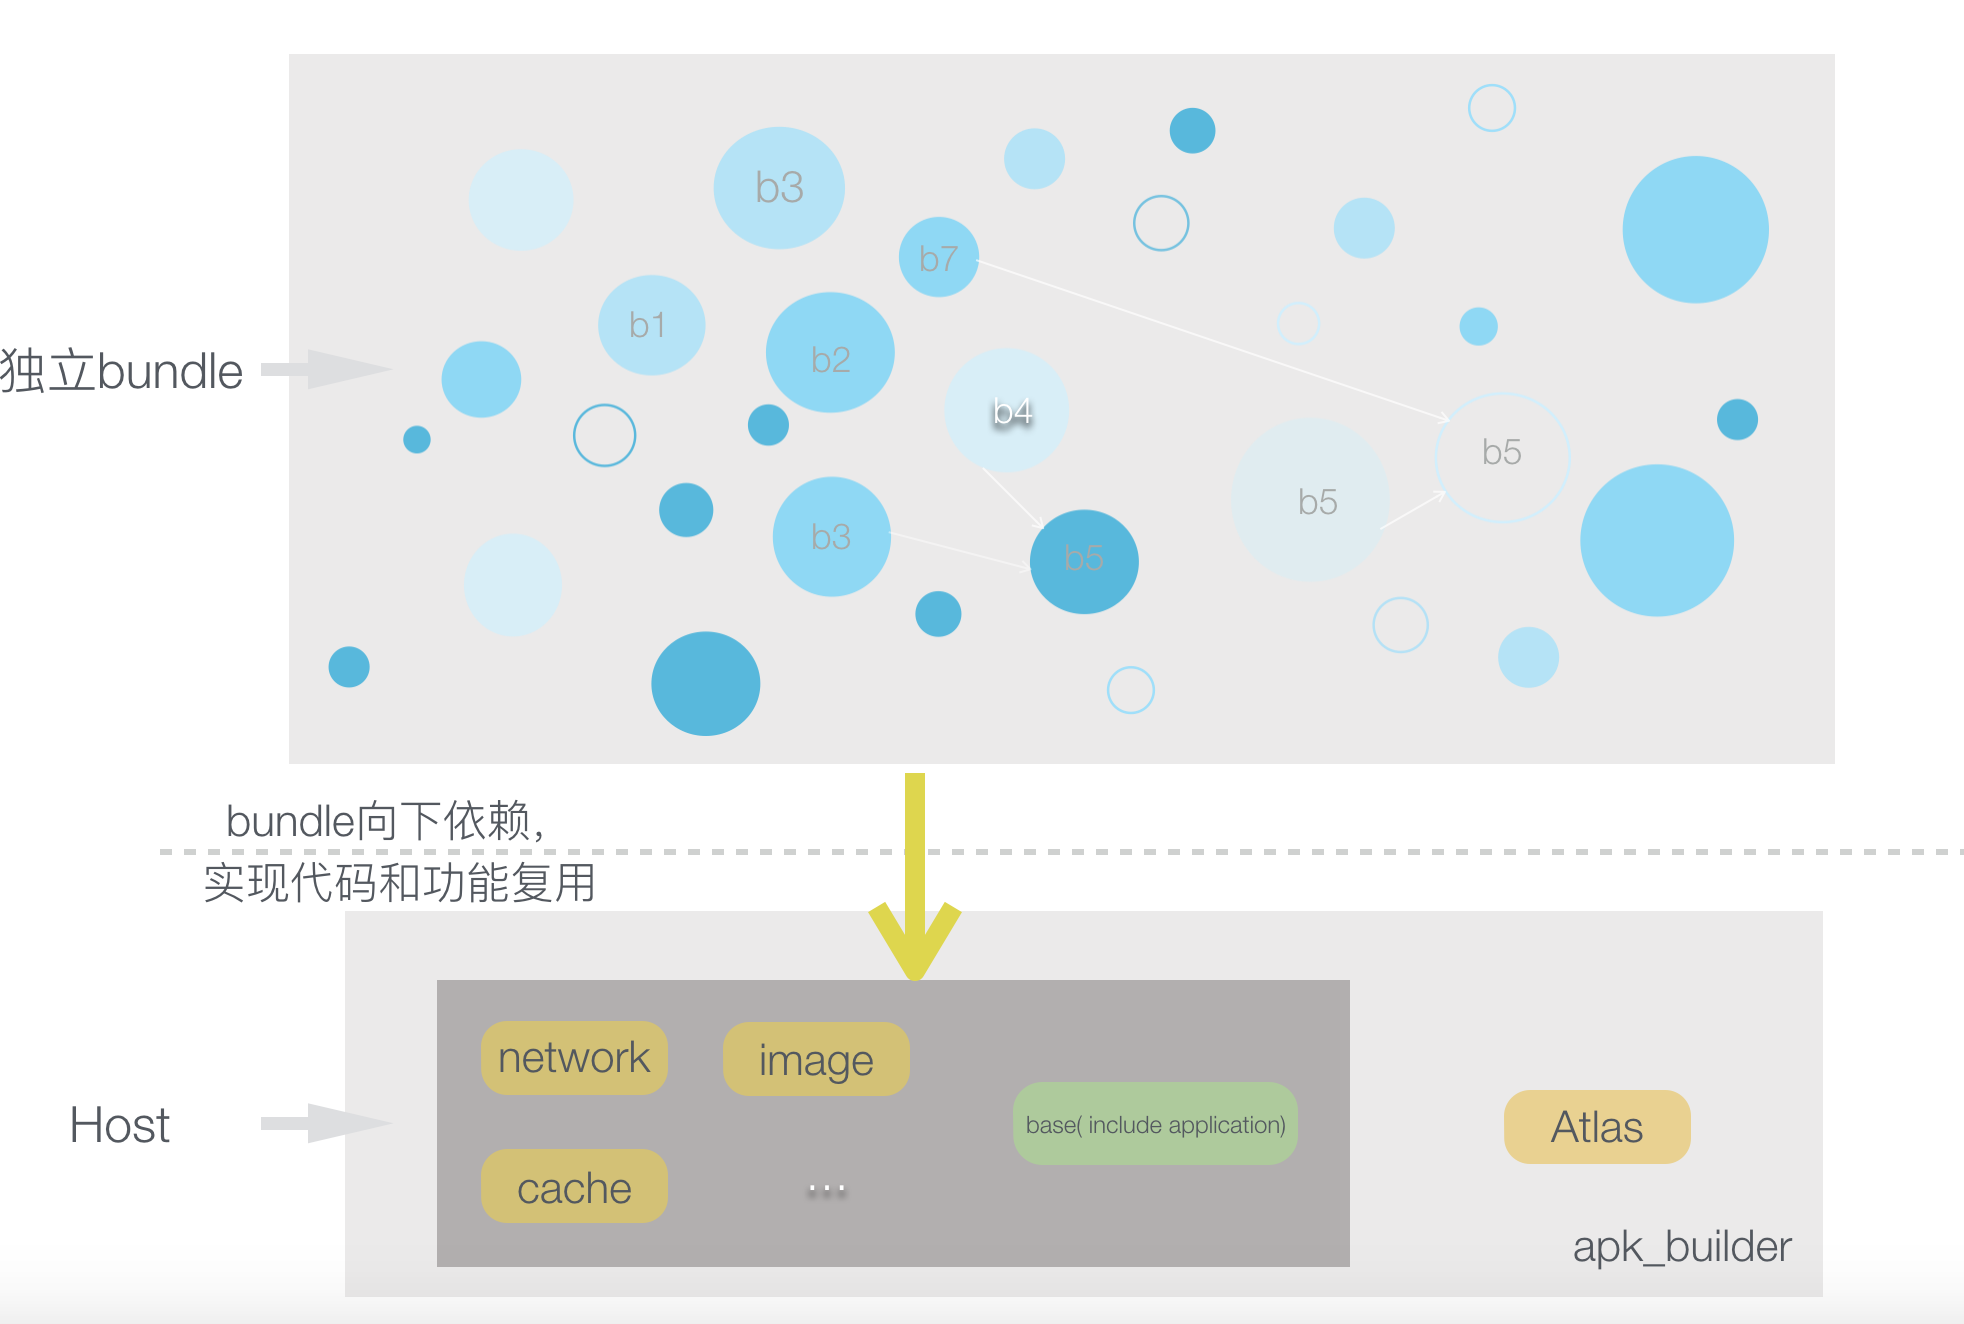 b3
b7
b1
b2
独立bundle
b4
b5
b5
b3
b5
bundle向下依赖,
实现代码和功能复用
network
image
base( include application)
Atlas
Host
cache
...
apk_builder